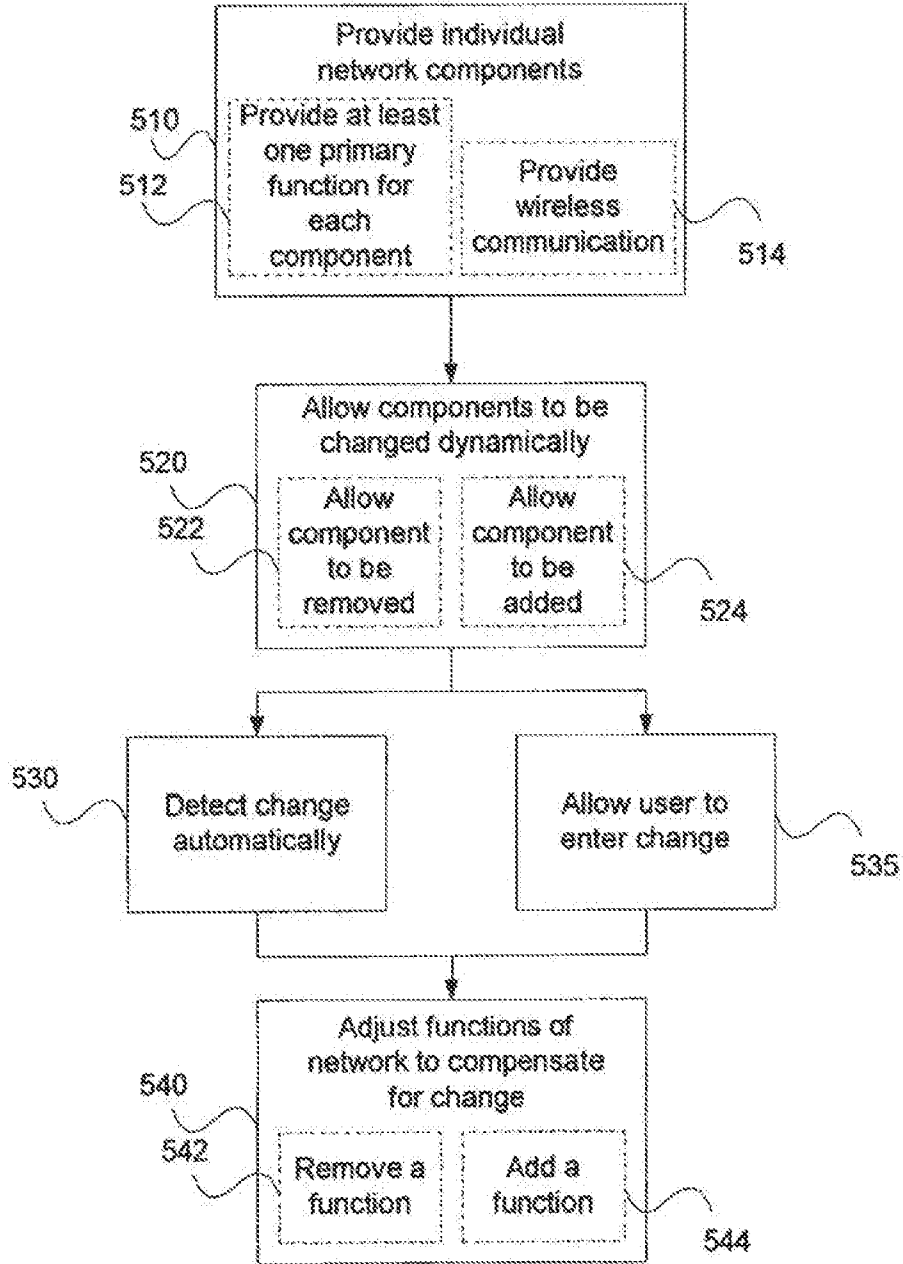 Provide individual
network components
510
Provide at least
one primary
function for
each
component
512
Provide
wireless
communication
514
Allow components to be
changed dynamically
520
522
Allow
component
to be
removed
Allow
component
to be
added
524
530
Detect change
automatically
Allow user to
enter change
535
Adjust functions of
network to compensate
for change
540
542
Remove a
function
Add a
function
544